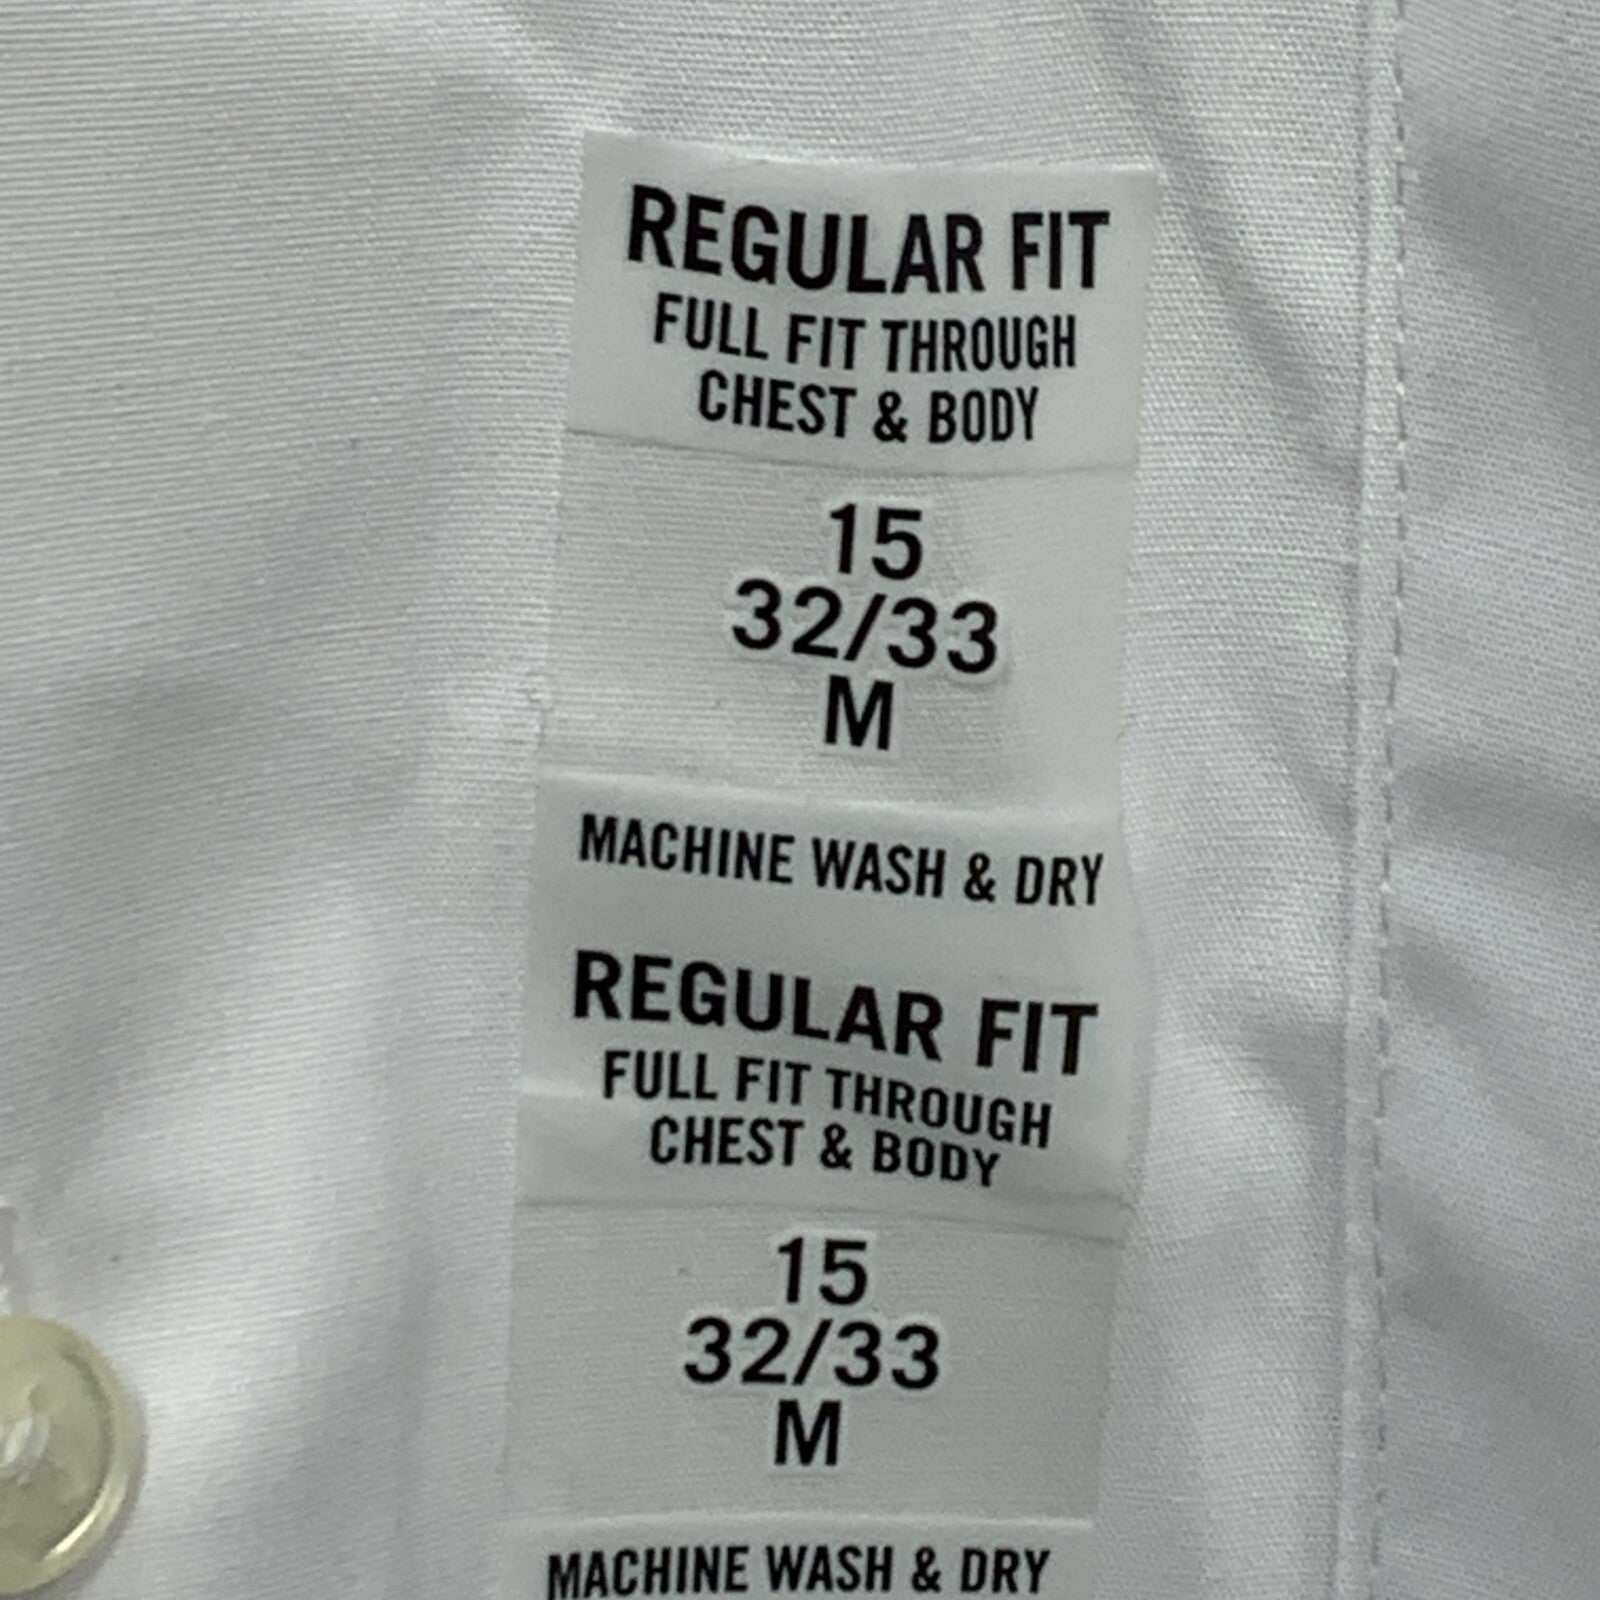 REGULAR FIT
FULL FIT THROUGH
CHEST & BODY
15
32/33
M
MACHINE WASH & DRY
REGULAR FIT
FULL FIT THROUGH
CHEST & BODY
15
32/33
M
MACHINE WASH & DRY